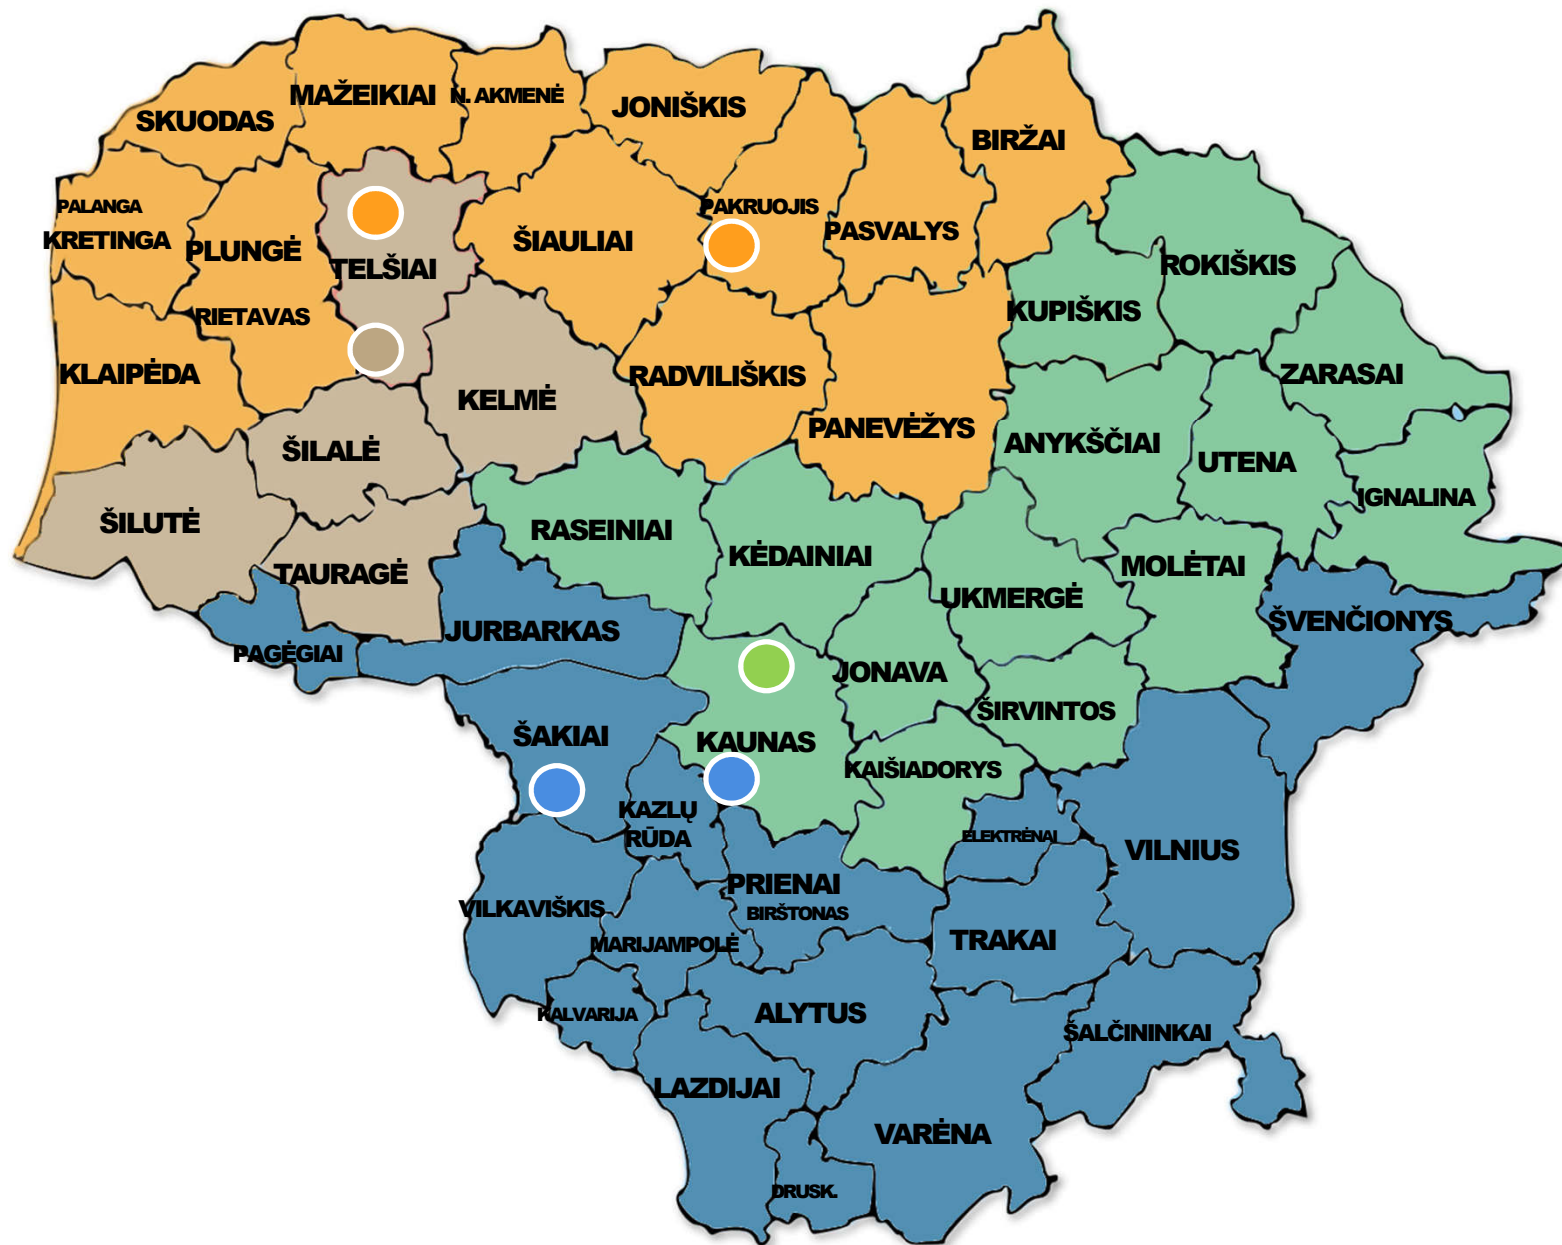 MAŽEIKIAI
N. AKMENĖ
JONIŠKIS
SKUODAS
BIRŽAI
PALANGA
KRETINGA
PLUNGĖ
TELŠIAI
ŠIAULIAI
PAKRUOJIS
PASVALYS
ROKIŠKIS
RIETAVAS
KUPIŠKIS
KLAIPĖDA
KELMĖ
RADVILIŠKIS
ZARASAI
PANEVĖŽYS
ANYKŠČIAI
ŠILALĖ
UTENA
IGNALINA
ŠILUTĖ
RASEINIAI
KĖDAINIAI
MOLĖTAI
TAURAGĖ
UKMERGĖ
ŠVENČIONYS
JURBARKAS
PAGĖGIAI
JONAVA
ŠIRVINTOS
ŠAKIAI
KAUNAS
KAIŠIADORYS
KAZLŲ
RŪDA
ELEKTRĖNAI
VILNIUS
PRIENAI
BIRŠTONAS
VILKAVIŠKIS
MARIJAMPOLĖ
TRAKAI
KALVARIJA
ALYTUS
ŠALČININKAI
LAZDIJAI
VARĖNA
DRUSK.